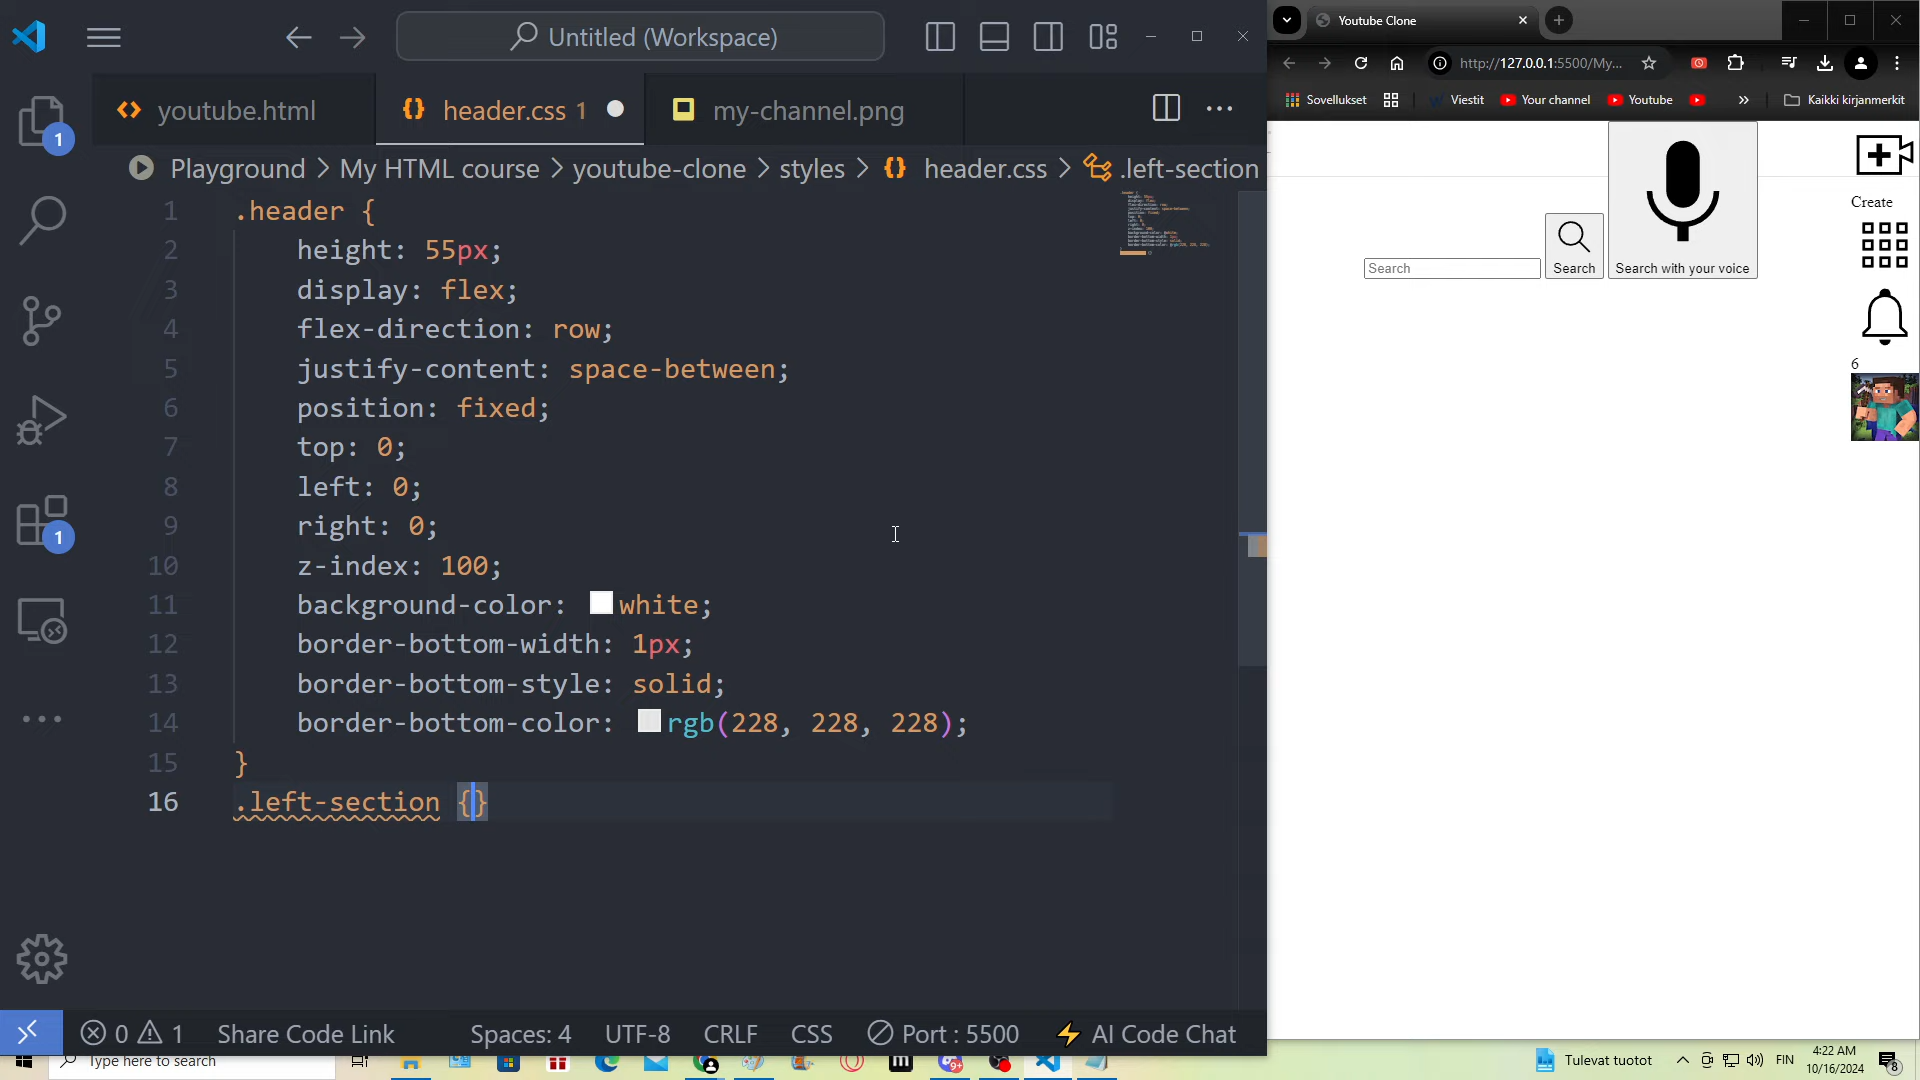 Untitled (Workspace)
youtube.html
header.css 1
my-channel.png
Playground > My HTML course > youtube-clone > styles > {} header.css > .left-section
1 .header {
2 height: 55px;
3 display: flex;
4 flex-direction: row;
5 justify-content: space-between;
6 position: fixed;
7 top: 0;
8 left: 0;
9 right: 0;
10 z-index: 100;
11 background-color: white;
12 border-bottom-width: 1px;
13 border-bottom-style: solid;
14 border-bottom-color: rgb(228, 228, 228);
15 }
16 .left-section {}
1
1
0 1 Share Code Link Spaces: 4 UTF-8 CRLF CSS Port : 5500 AI Code Chat
Youtube Clone
http://127.0.0.1:5500/My...
Sovellukset Viestit Your channel Youtube » Kaikki kirjanmerkit
Create
Search
Search
Search with your voice
6
Type here to search
9+
Tulevat tuotot
FIN
4:22 AM
10/16/2024
8